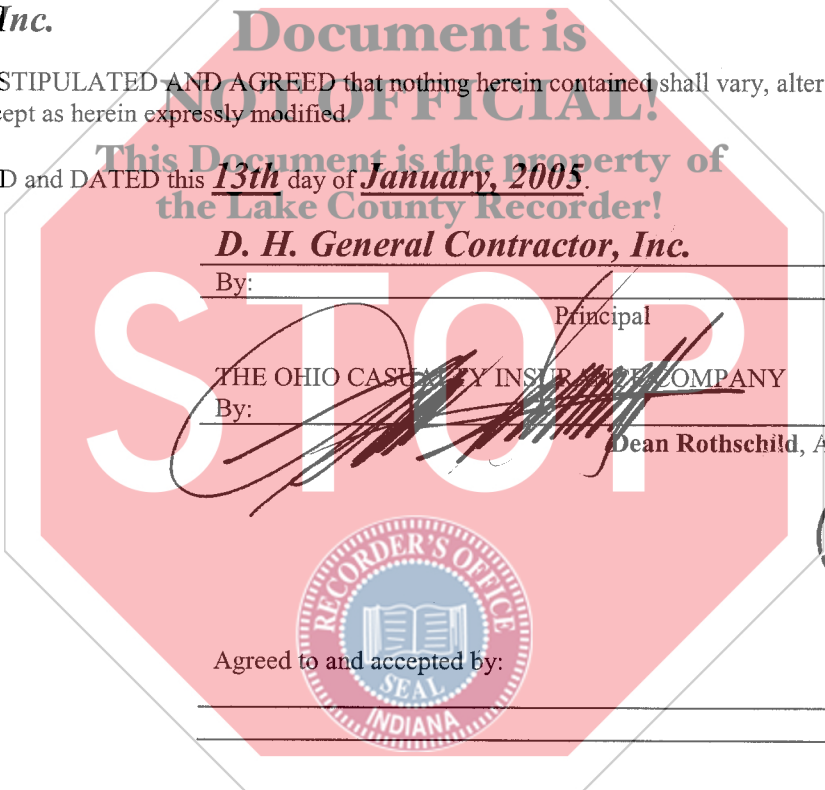 Inc.
Document is
STIPULATED AND AGREED that nothing herein contained shall vary, alter
NOT OFFICIAL!
cept as herein expressly modified.
This Document is the property of
D and DATED this 13th day of January, 2005.
the Lake County Recorder!
D. H. General Contractor, Inc.
By:
Principal
STOP
THE OHIO CASUALTY INSURANCE COMPANY
By:
Dean Rothschild, A
RECORDER'S OFFICE
Agreed to and accepted by:
SEAL
INDIANA